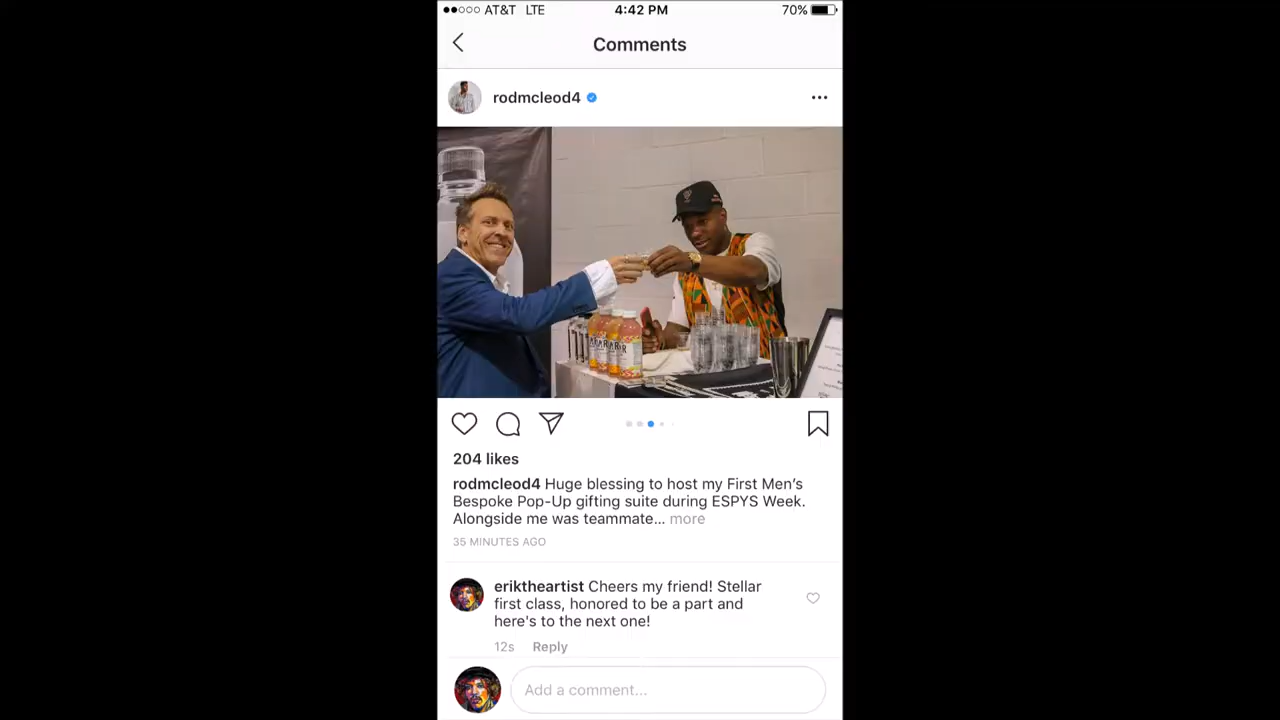 AT&T LTE 4:42 PM 70%
Comments
rodmcleod4
204 likes
rodmcleod4 Huge blessing to host my First Men's
Bespoke Pop-Up gifting suite during ESPYS Week.
Alongside me was teammate... more
35 MINUTES AGO
eriktheartist Cheers my friend! Stellar
first class, honored to be a part and
here's to the next one!
12s Reply
Add a comment...